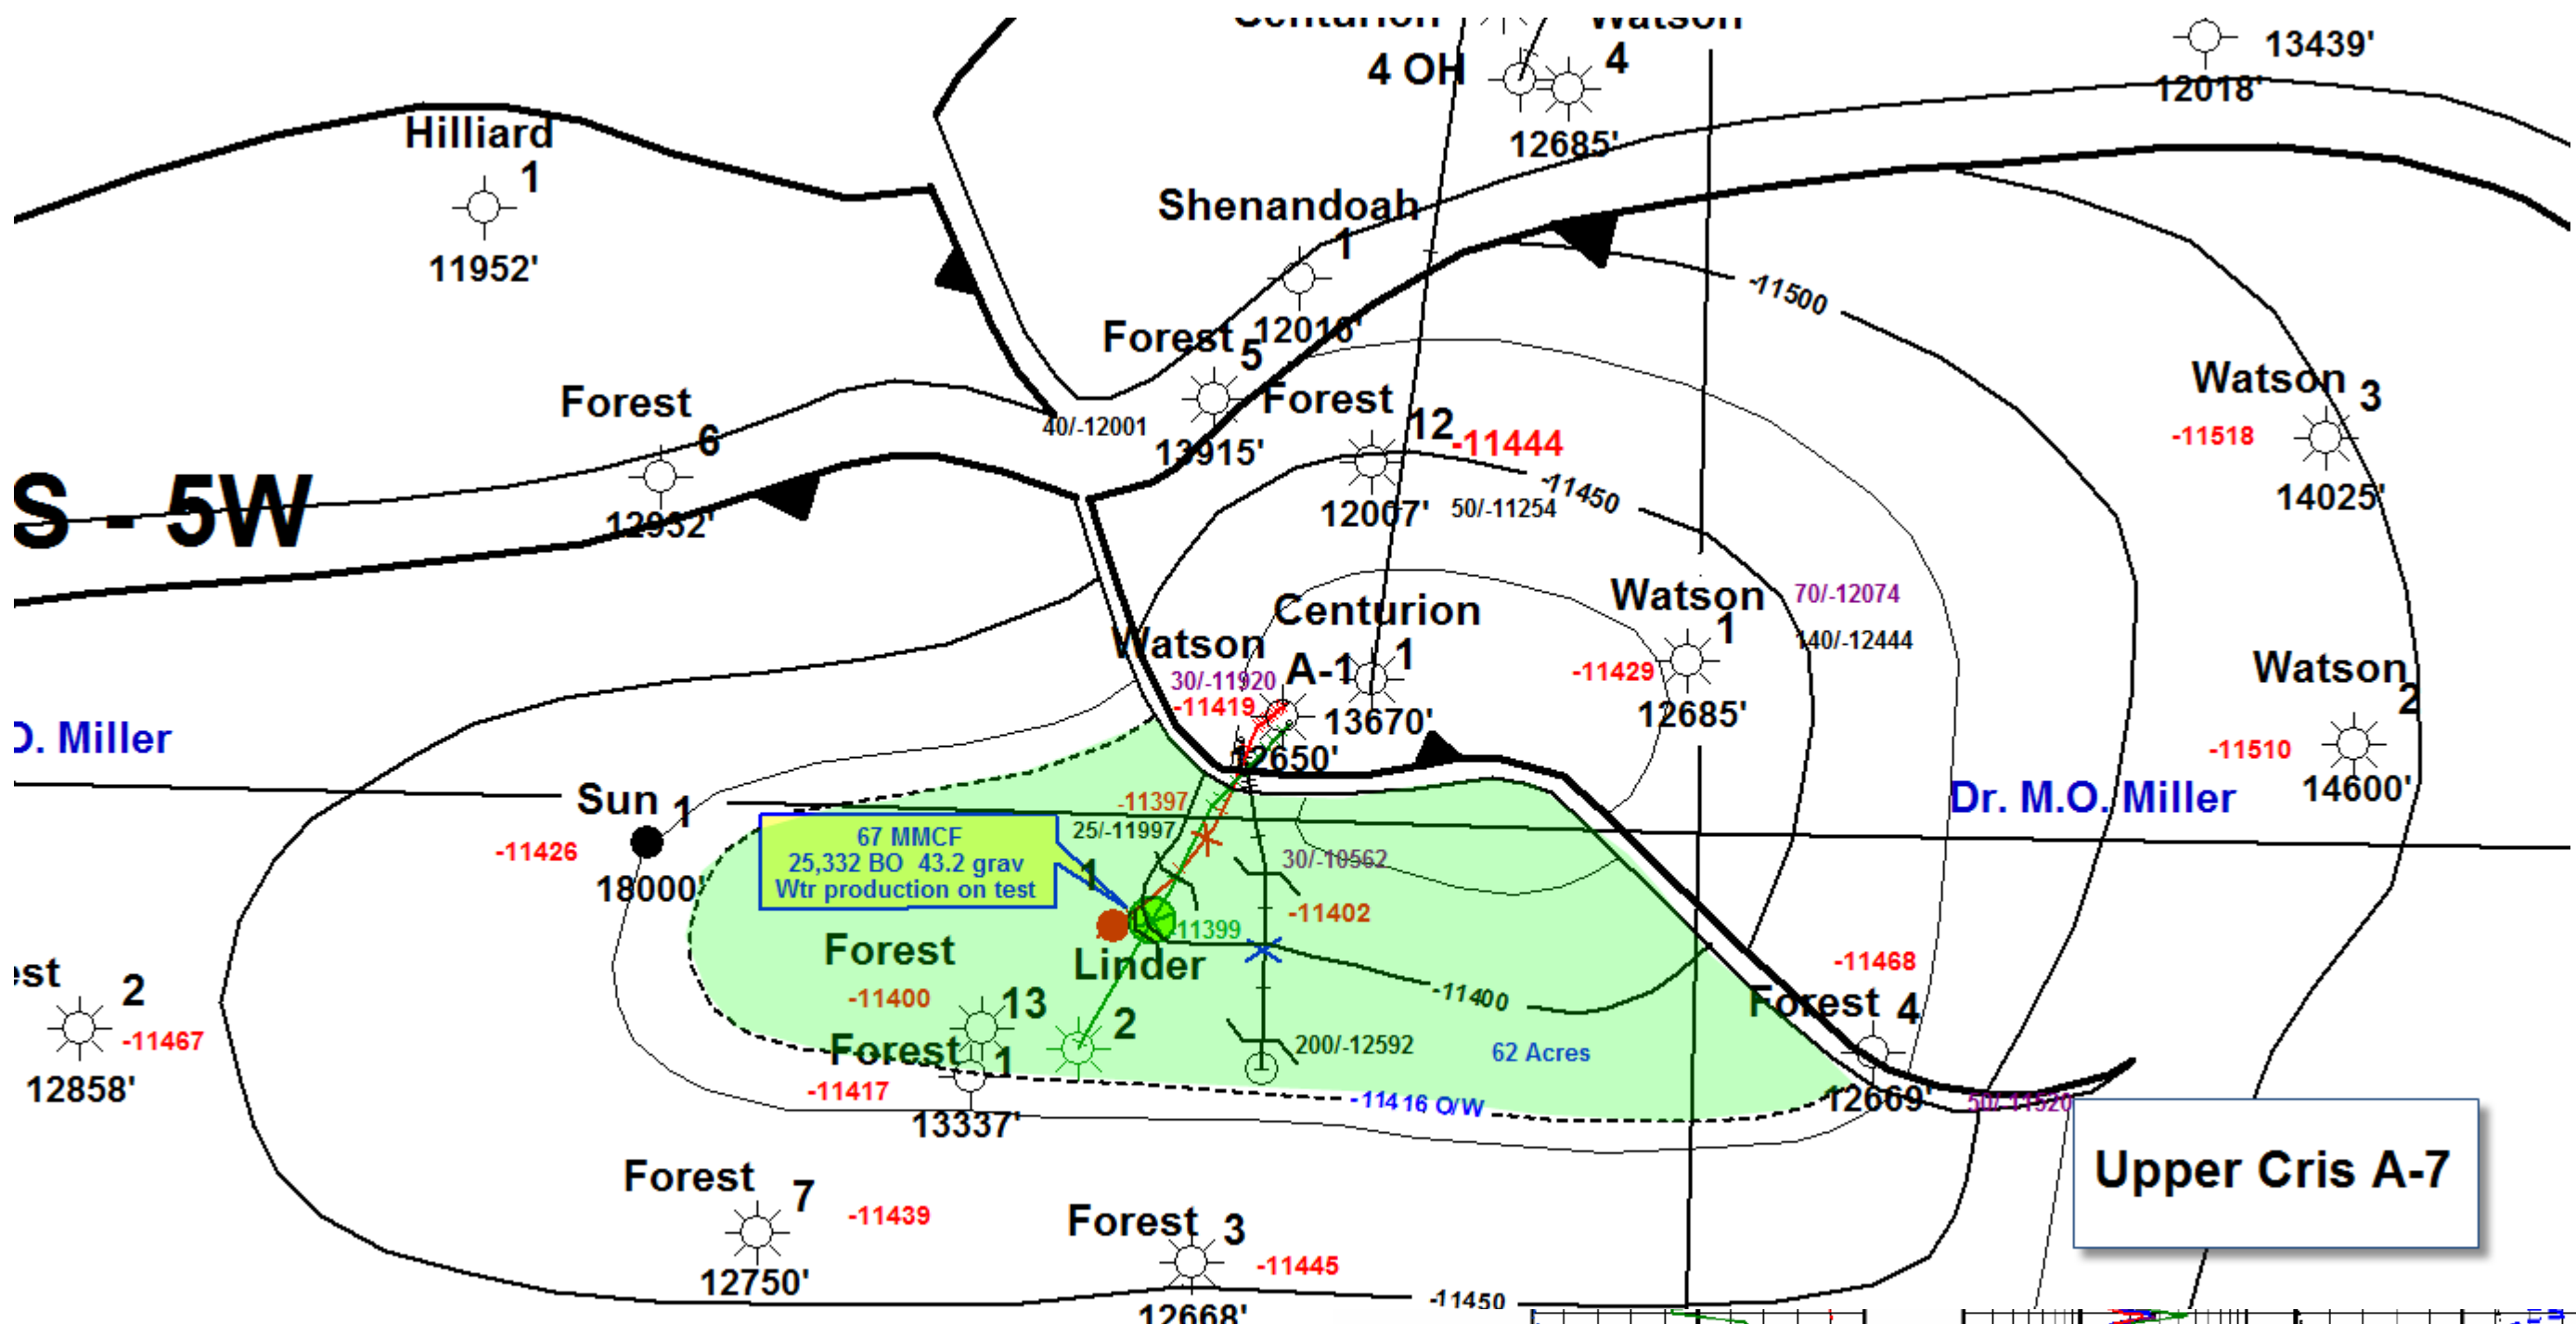 Centurion
Watson
4 OH
4
12685'
13439'
12018'
Hilliard
1
11952'
Shenandoah
1
12016'
-11500
Forest
5
13915'
40/-12001
Forest
6
12932'
Forest
12
-11444
12007'
50/-11254
-11450
Watson
3
-11518
14025'
S - 5W
Watson
1
-11429
12685'
70/-12074
140/-12444
Centurion
1
13670'
Watson
A-1
30/-11920
-11419
12650'
Watson
2
-11510
14600'
O. Miller
Dr. M.O. Miller
Sun 1
-11426
18000'
67 MMCF
25,332 BO 43.2 grav
Wtr production on test
-11397
25/-11997
30/-10562
1
-11402
-11399
Linder
Forest
-11400
13
2
Forest
1
-11417
13337'
-11400
200/-12592
62 Acres
-11416 O/W
-11468
Forest 4
12669'
50/-11520
est
2
-11467
12858'
Forest
7
-11439
12750'
Forest
3
-11445
12668'
-11450
Upper Cris A-7